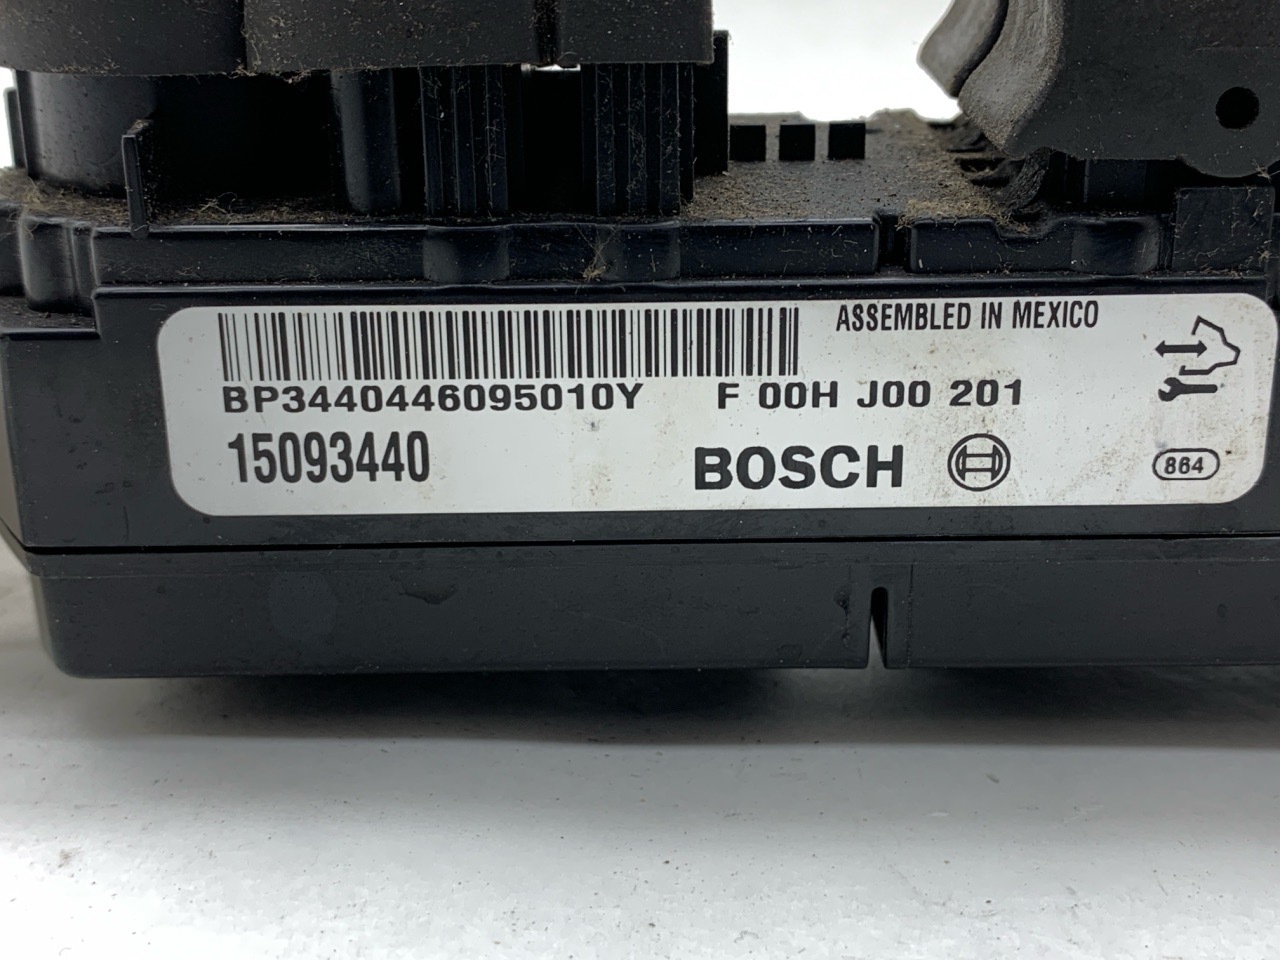 ASSEMBLED IN MEXICO
BP3440446095010Y F 00H J00 201
15093440 BOSCH
864